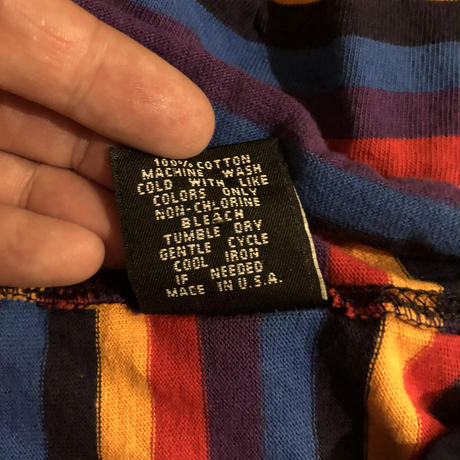 100% COTTON
MACHINE WASH
COLD WITH LIKE
COLORS ONLY
NON-CHLORINE
BLEACH
TUMBLE DRY
GENTLE CYCLE
COOL IRON
IF NEEDED
MADE IN U.S.A.